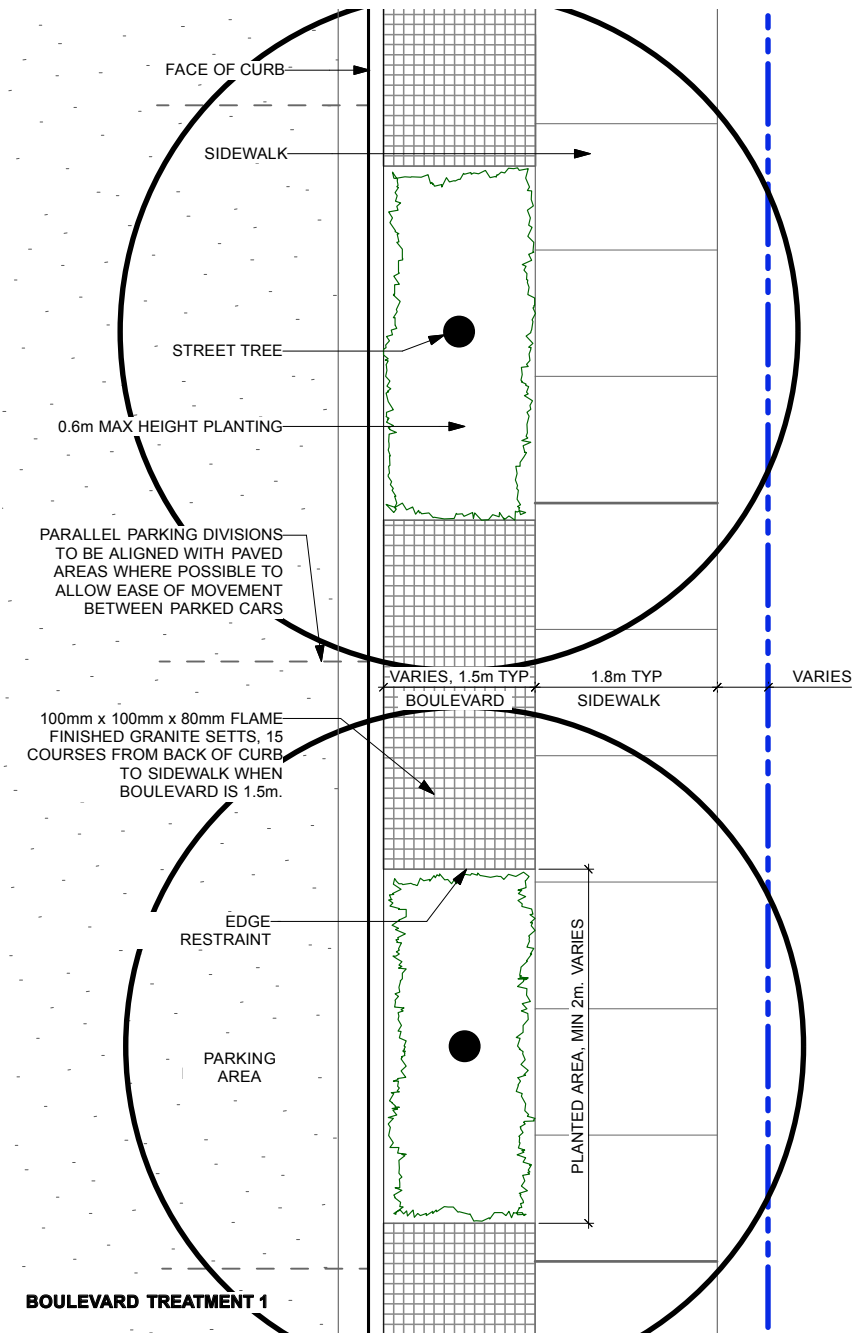 FACE OF CURB
SIDEWALK
STREET TREE
0.6m MAX HEIGHT PLANTING
PARALLEL PARKING DIVISIONS
TO BE ALIGNED WITH PAVED
AREAS WHERE POSSIBLE TO
ALLOW EASE OF MOVEMENT
BETWEEN PARKED CARS
VARIES, 1.5m TYP
BOULEVARD
1.8m TYP
SIDEWALK
VARIES
100mm x 100mm x 80mm FLAME
FINISHED GRANITE SETTS, 15
COURSES FROM BACK OF CURB
TO SIDEWALK WHEN
BOULEVARD IS 1.5m.
EDGE
RESTRAINT
PLANTED AREA, MIN 2m. VARIES
PARKING
AREA
BOULEVARD TREATMENT 1